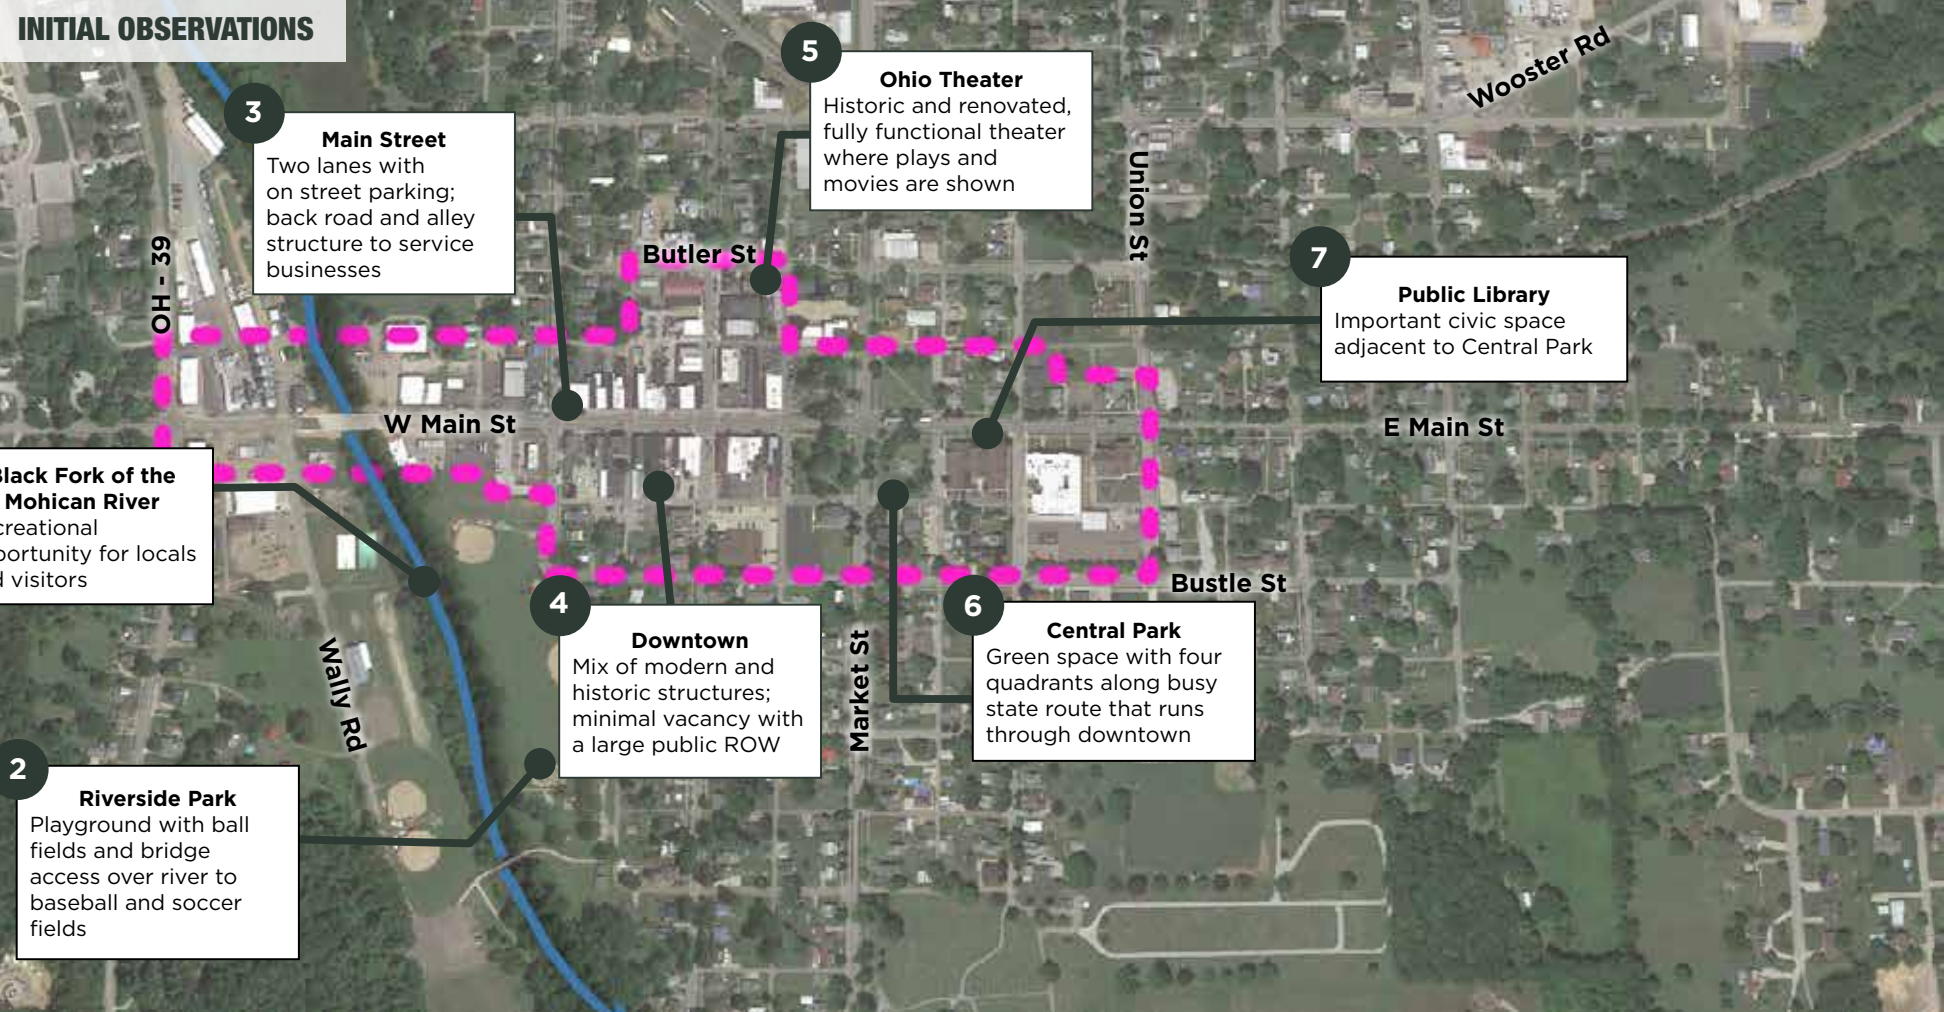 INITIAL OBSERVATIONS
5
Ohio Theater
Historic and renovated,
fully functional theater
where plays and
movies are shown
Wooster Rd
3
Main Street
Two lanes with
on street parking;
back road and alley
structure to service
businesses
Union St
OH - 39
Butler St
7
Public Library
Important civic space
adjacent to Central Park
W Main St
E Main St
Fork of the
Mohican River
for locals
visitors
Bustle St
4
Downtown
Mix of modern and
historic structures;
minimal vacancy with
a large public ROW
6
Central Park
Green space with four
quadrants along busy
state route that runs
through downtown
Market St
Wally Rd
2
Riverside Park
Playground with ball
fields and bridge
access over river to
baseball and soccer
fields